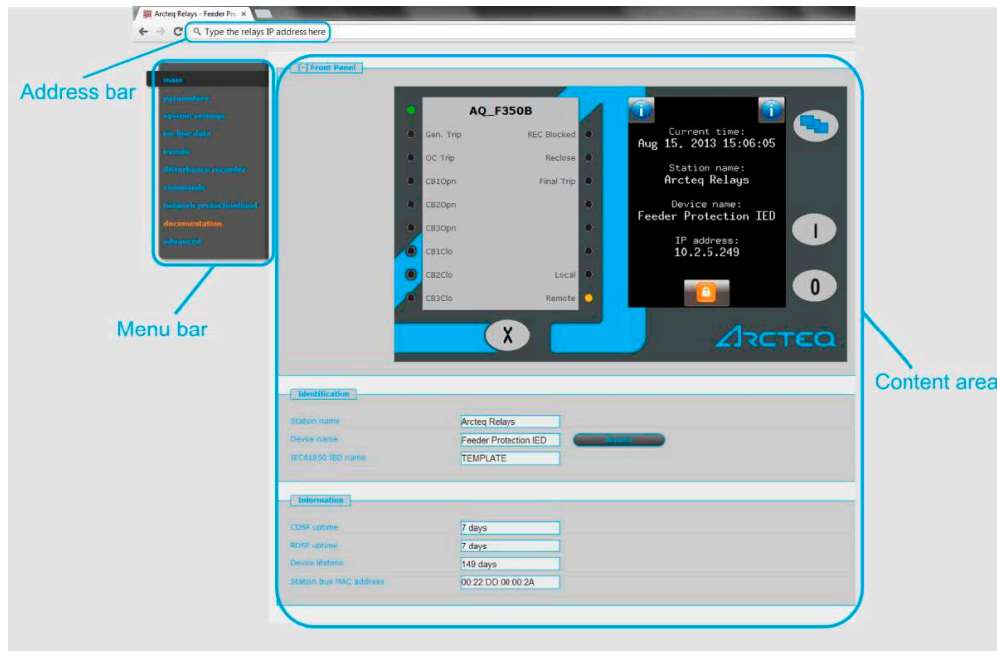 Arcteq Relays - Feeder Pro
Type the relays IP address here
Address bar
main
parameters
system settings
on-line data
events
disturbance recorder
commands
network protection
documentation
advanced
Menu bar
[-] Front Panel
AQ_F350B
Gen. Trip
REC Blocked
OC Trip
Reclose
CB1Opn
Final Trip
CB2Opn
CB3Opn
CB1Clo
CB2Clo
Local
CB3Clo
Remote
X
Current time:
Aug 15, 2013 15:06:05
Station name:
Arcteq Relays
Device name:
Feeder Protection IED
IP address:
10.2.5.249
I
0
ARCTEQ
Content area
Identification
Station name
Arcteq Relays
Device name
Feeder Protection IED
IEC61850 IED name
TEMPLATE
Information
CDSP uptime
7 days
RDSP uptime
7 days
Device lifetime
149 days
Station bus MAC address
00:22:DD:00:00:2A